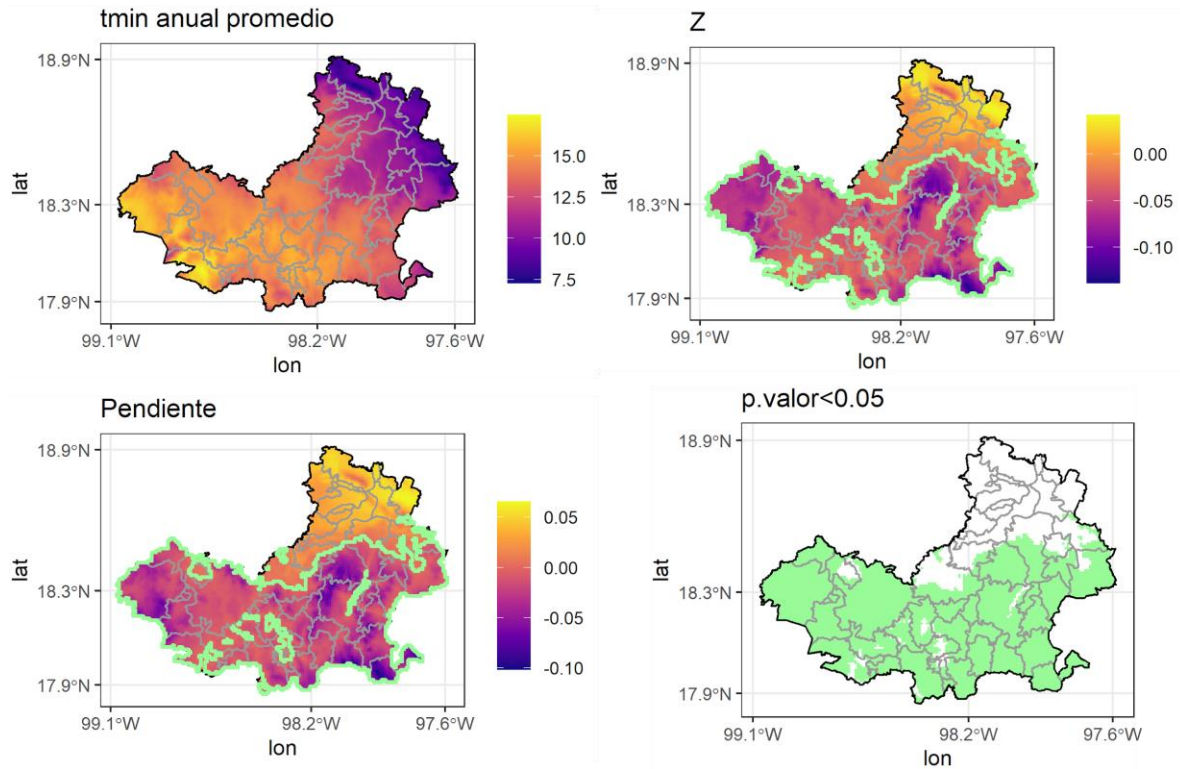 tmin anual promedio
18.9°N
18.3°N
17.9°N
lat
99.1°W
98.2°W
97.6°W
lon
15.0
12.5
10.0
7.5
Z
18.9°N
18.3°N
17.9°N
lat
99.1°W
98.2°W
97.6°W
lon
0.00
-0.05
-0.10
Pendiente
18.9°N
18.3°N
17.9°N
lat
99.1°W
98.2°W
97.6°W
lon
0.05
0.00
-0.05
-0.10
p.valor<0.05
18.9°N
18.3°N
17.9°N
lat
99.1°W
98.2°W
97.6°W
lon